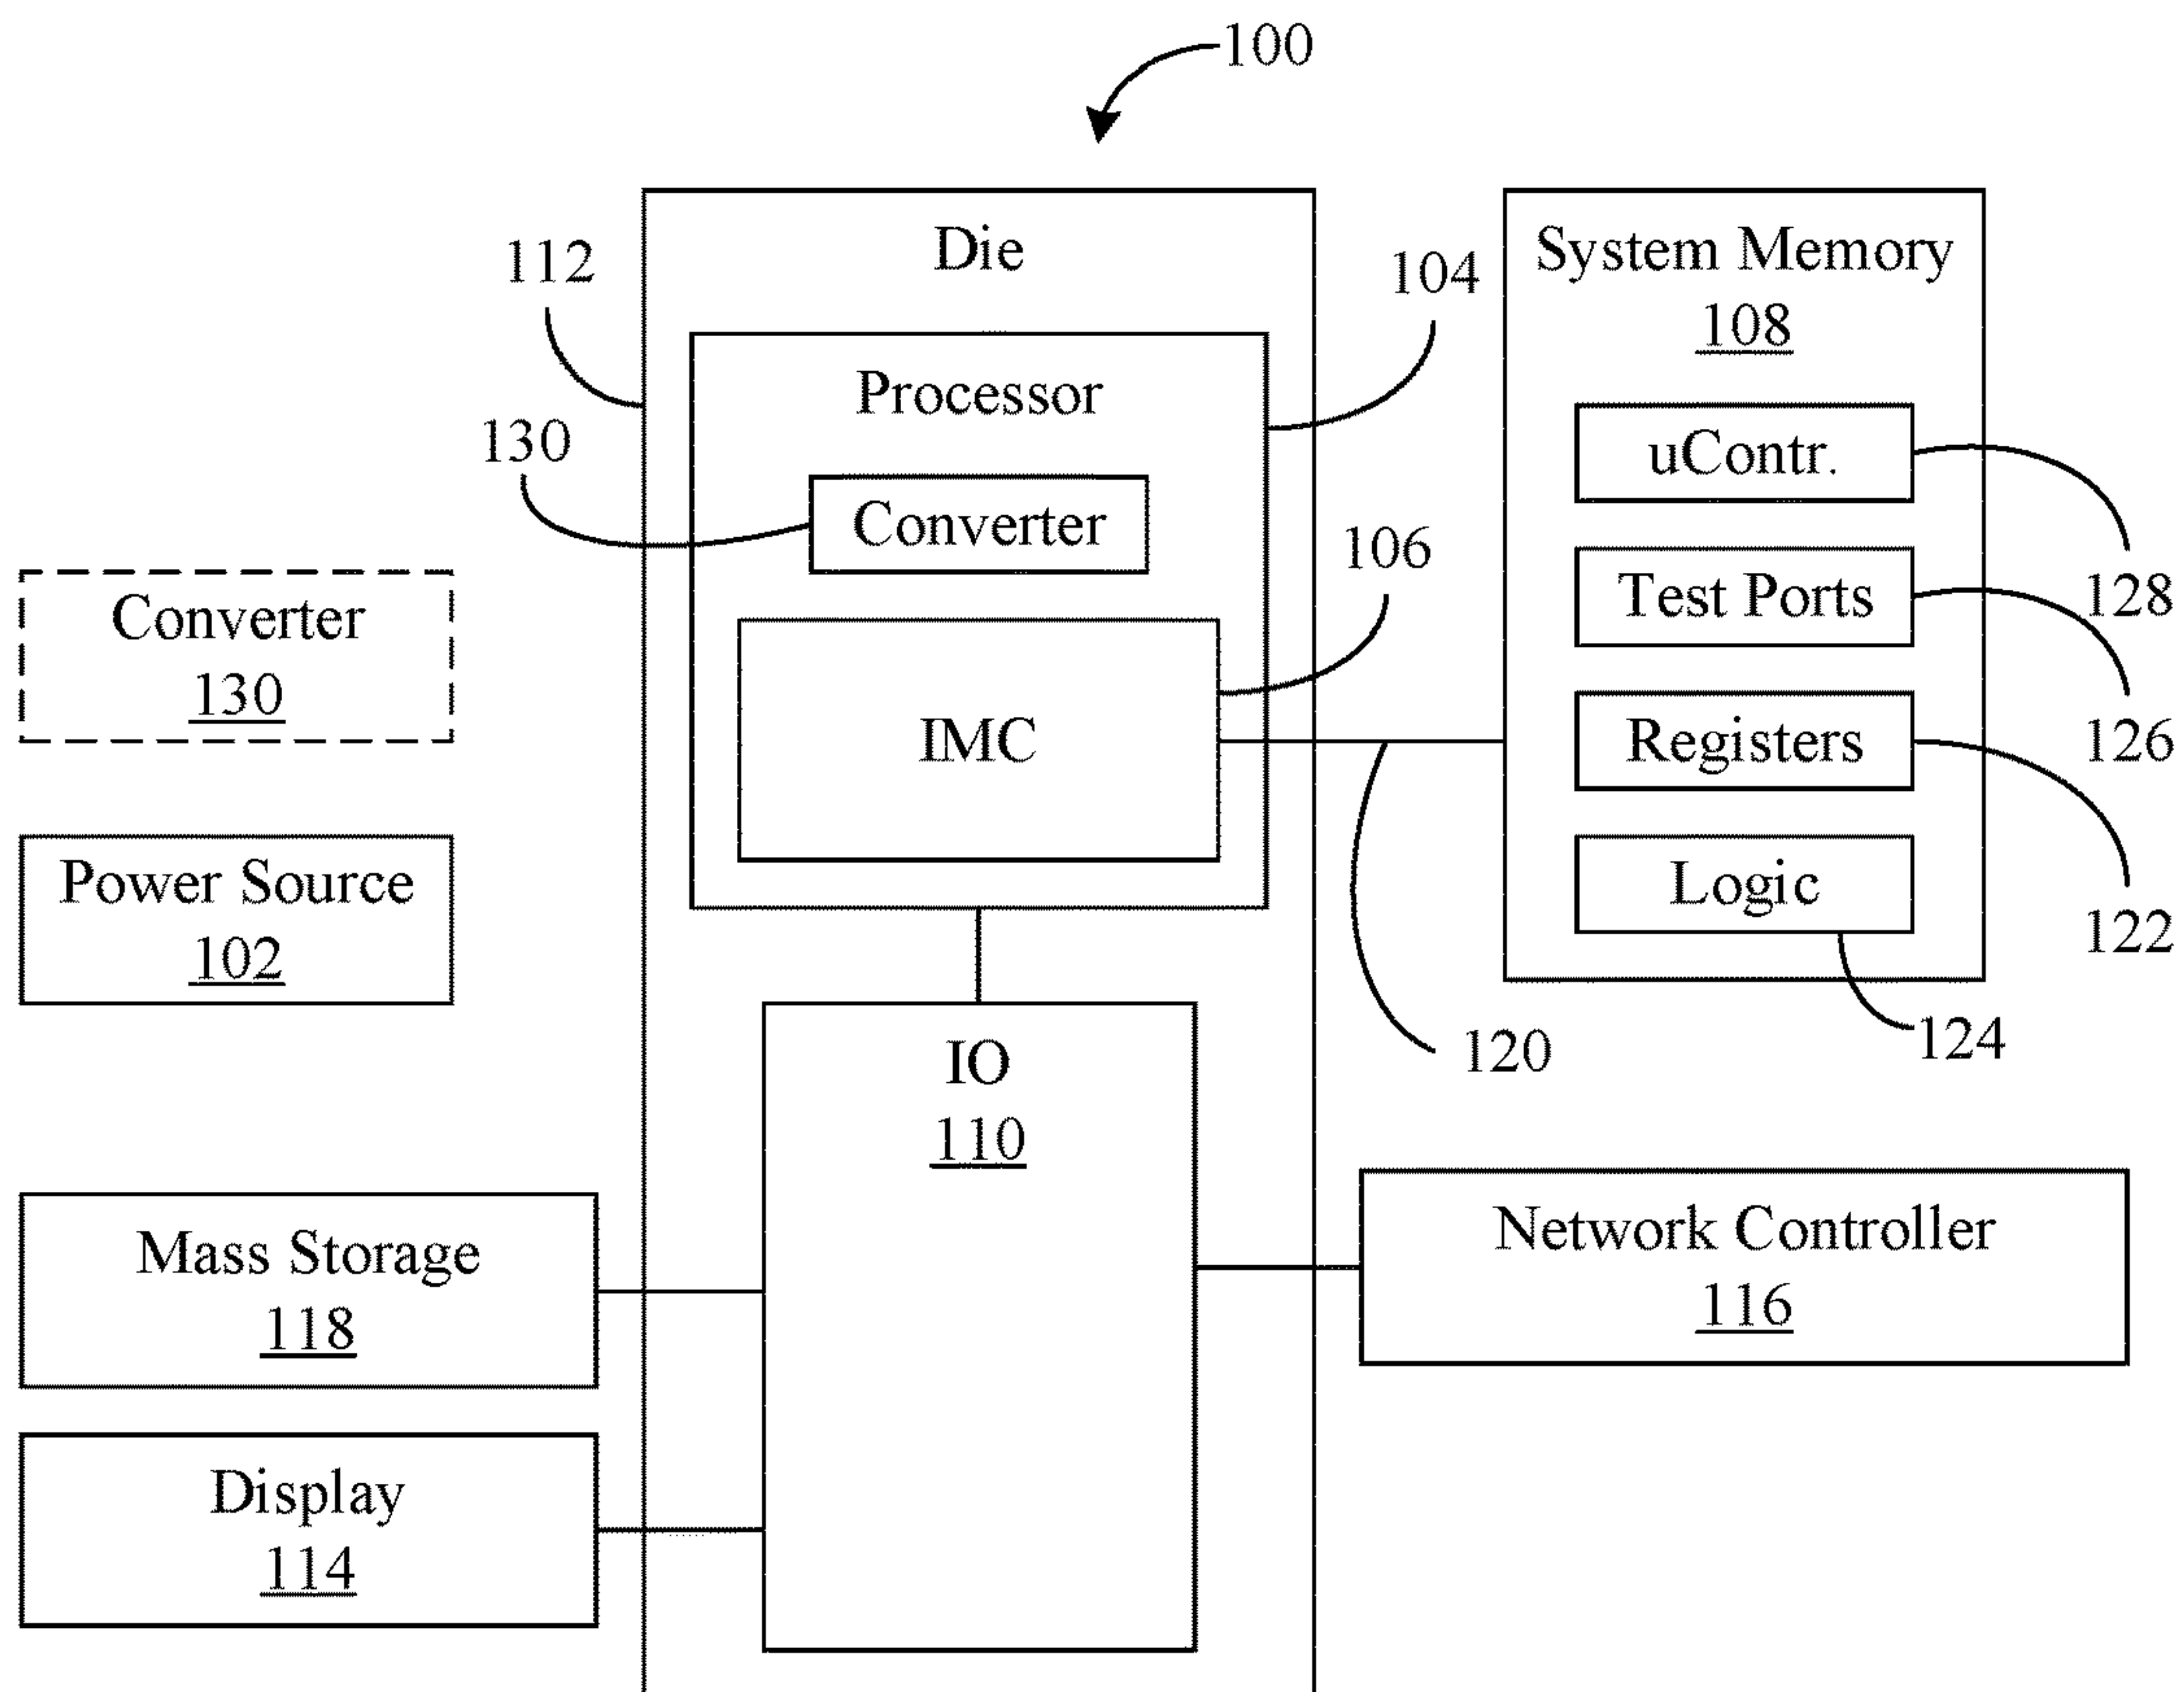 100
Die
System Memory
108
112
104
Processor
130
Converter
uContr.
128
106
Converter
130
Test Ports
126
IMC
Registers
122
Power Source
102
Logic
124
120
IO
110
Mass Storage
118
Network Controller
116
Display
114